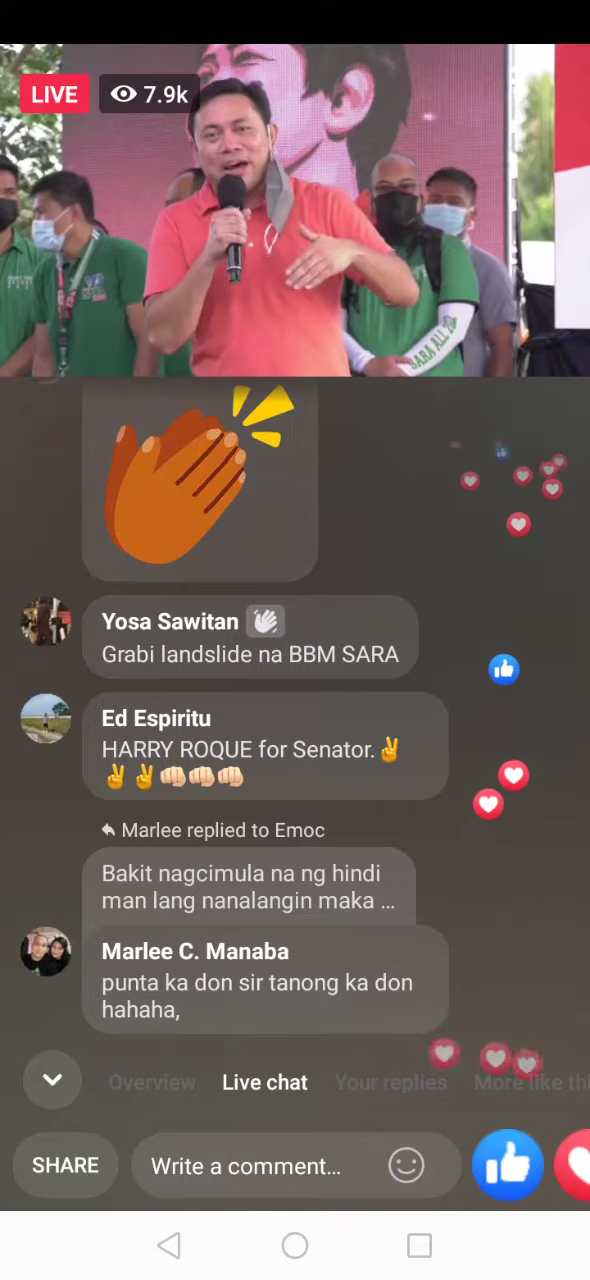 LIVE
7.9k
SARA ALL 202
Yosa Sawitan
Grabi landslide na BBM SARA
Ed Espiritu
HARRY ROQUE for Senator.✌
✌✌👊🏻👊🏻👊🏻
Marlee replied to Emoc
Bakit nagcimula na ng hindi
man lang nanalangin maka ...
Marlee C. Manaba
punta ka don sir tanong ka don
hahaha,
Overview Live chat Your replies More like thi
SHARE Write a comment...